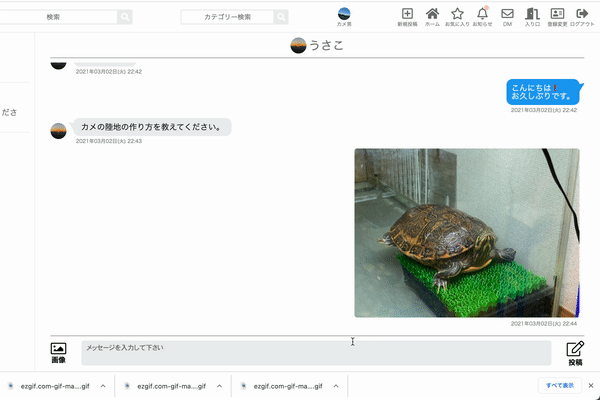 検索
カテゴリー検索
カメ男
新規投稿
ホーム
お気に入り
お知らせ
DM
入り口
登録変更
ログアウト
うさこ
2021年03月02日(火) 22:42
こんにちは❗
お久しぶりです。
2021年03月02日(火) 22:42
ださ
カメの陸地の作り方を教えてください。
2021年03月02日(火) 22:43
2021年03月02日(火) 22:44
画像
メッセージを入力して下さい
投稿
ezgif.com-gif-ma....gif
ezgif.com-gif-ma....gif
ezgif.com-gif-ma....gif
すべて表示